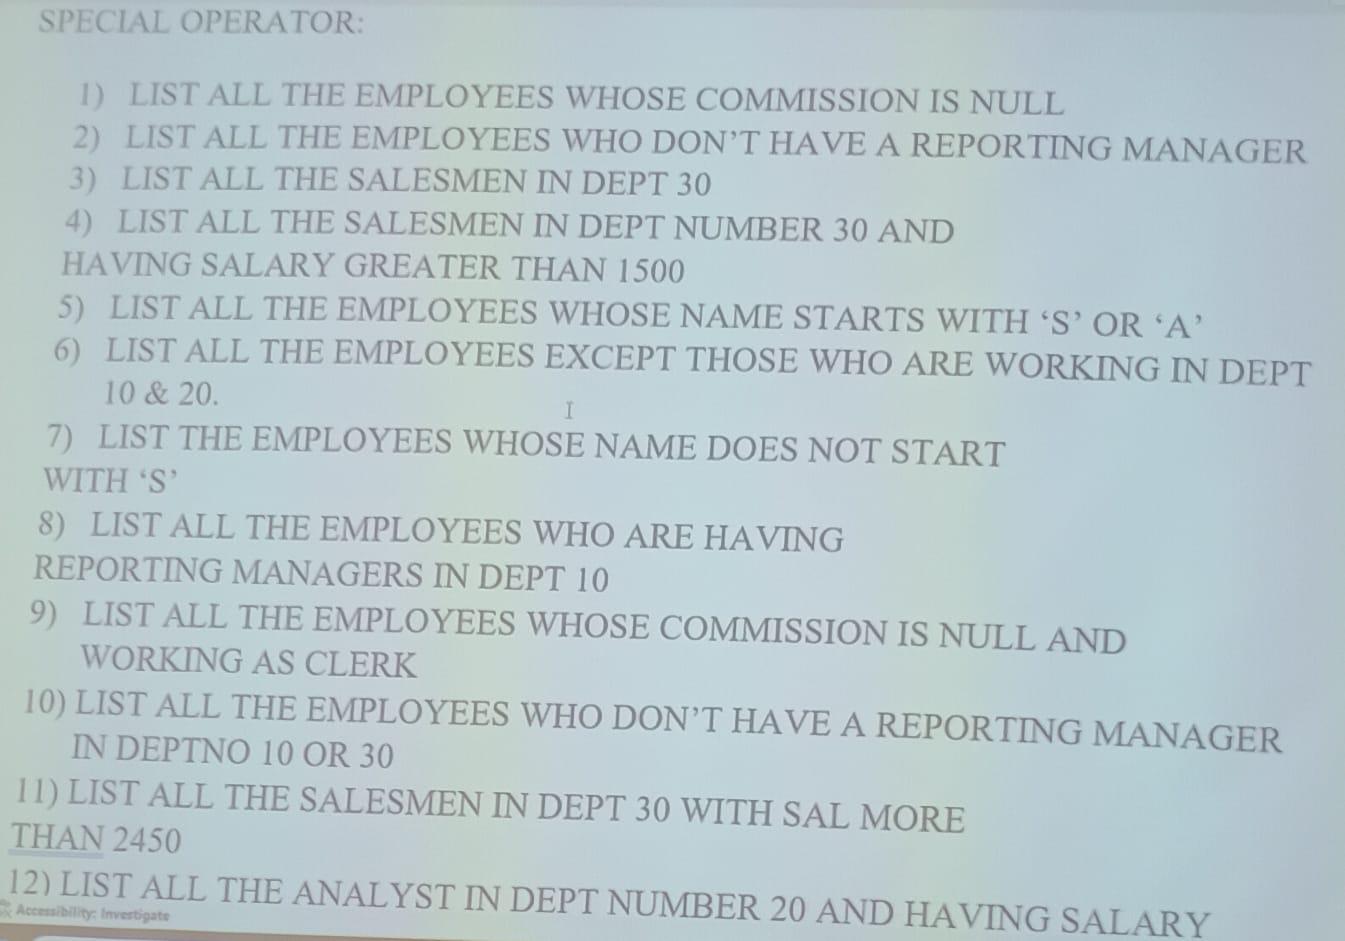 SPECIAL OPERATOR:
1) LIST ALL THE EMPLOYEES WHOSE COMMISSION IS NULL
2) LIST ALL THE EMPLOYEES WHO DON’T HAVE A REPORTING MANAGER
3) LIST ALL THE SALESMEN IN DEPT 30
4) LIST ALL THE SALESMEN IN DEPT NUMBER 30 AND
HAVING SALARY GREATER THAN 1500
5) LIST ALL THE EMPLOYEES WHOSE NAME STARTS WITH ‘S’ OR ‘A’
6) LIST ALL THE EMPLOYEES EXCEPT THOSE WHO ARE WORKING IN DEPT
10 & 20.
7) LIST THE EMPLOYEES WHOSE NAME DOES NOT START
WITH ‘S’
8) LIST ALL THE EMPLOYEES WHO ARE HAVING
REPORTING MANAGERS IN DEPT 10
9) LIST ALL THE EMPLOYEES WHOSE COMMISSION IS NULL AND
WORKING AS CLERK
10) LIST ALL THE EMPLOYEES WHO DON’T HAVE A REPORTING MANAGER
IN DEPTNO 10 OR 30
11) LIST ALL THE SALESMEN IN DEPT 30 WITH SAL MORE
THAN 2450
12) LIST ALL THE ANALYST IN DEPT NUMBER 20 AND HAVING SALARY
Accessibility: Investigate